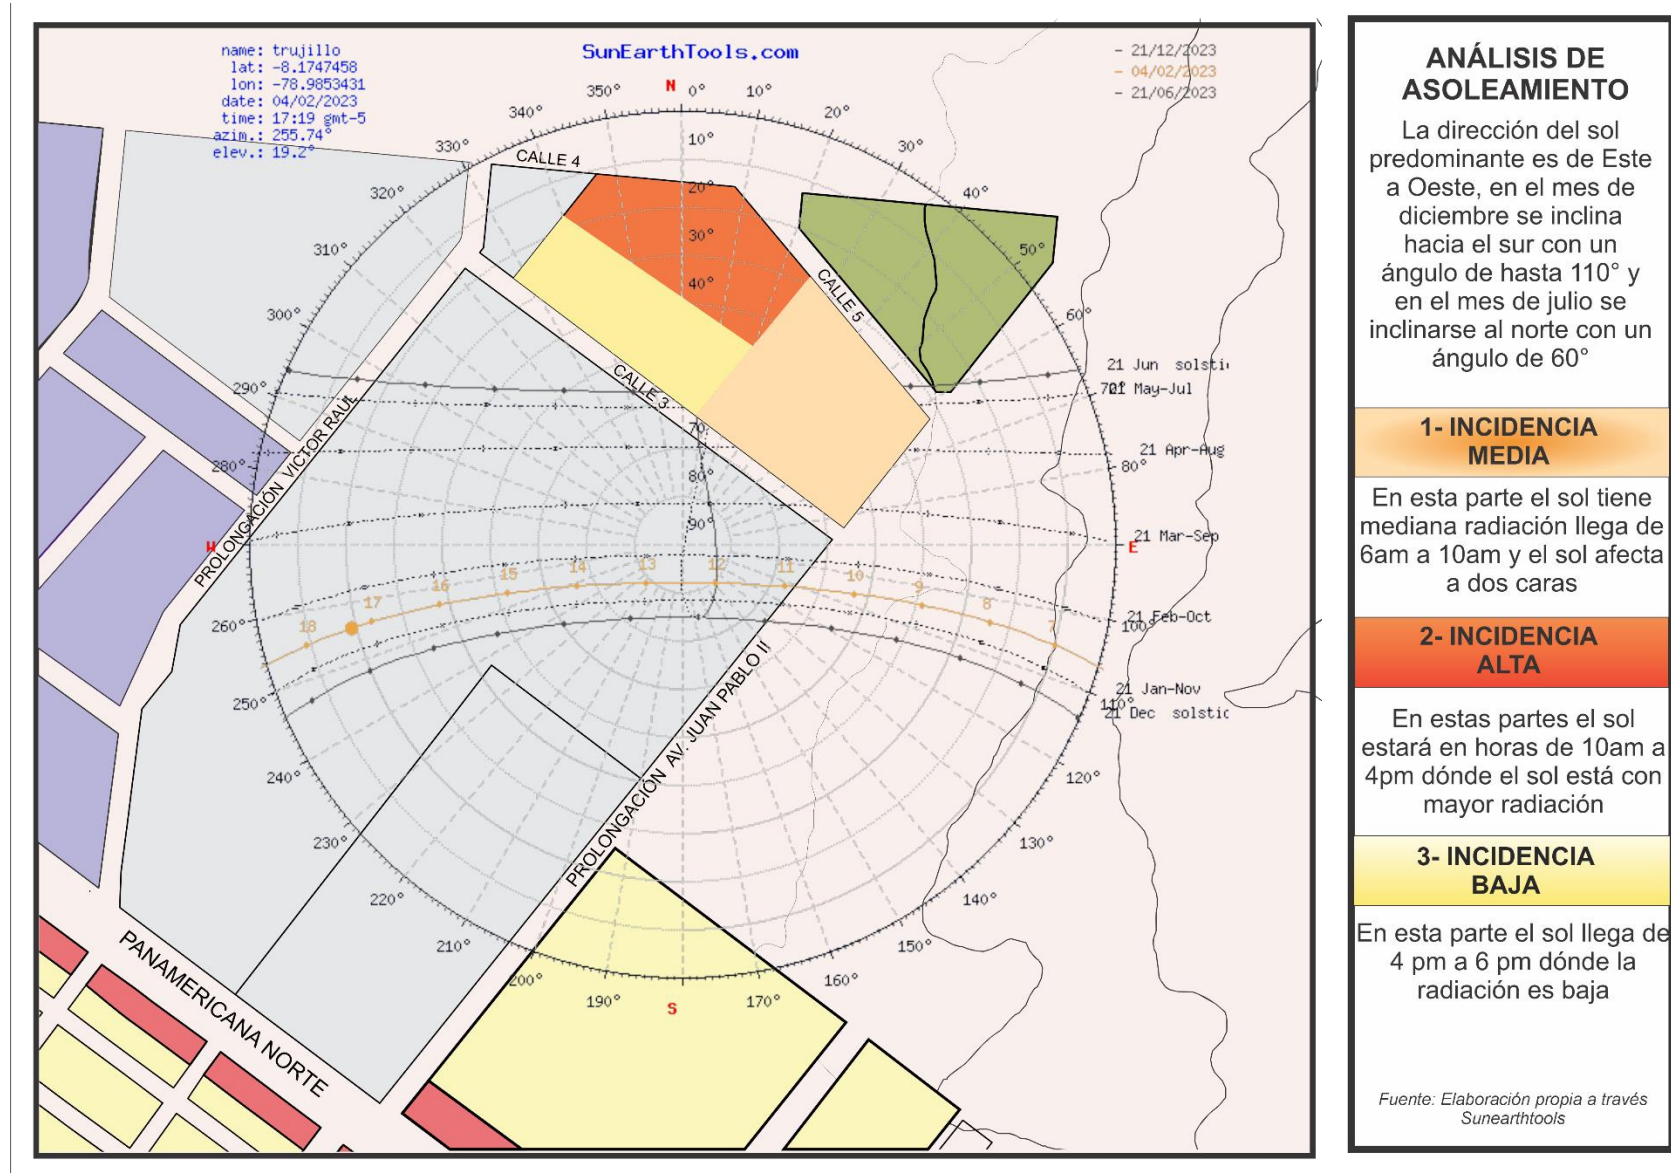 name: trujillo
lat: -8.1747458
lon: -78.9853431
date: 04/02/2023
time: 17:19 gmt-5
azim.: 255.74°
elev.: 19.2°
SunEarthTools.com
- 21/12/2023
- 04/02/2023
- 21/06/2023
N
0°
10°
20°
30°
40°
50°
60°
70°
80°
E
100°
110°
120°
130°
140°
150°
160°
170°
S
190°
200°
210°
220°
230°
240°
250°
260°
W
280°
290°
300°
310°
320°
330°
340°
350°
10°
20°
30°
40°
70
80°
90°
CALLE 4
CALLE 5
CALLE 3
21 Jun solsti
21 May-Jul
21 Apr-Aug
21 Mar-Sep
21 Feb-Oct
21 Jan-Nov
21 Dec solstic
18
17
16
15
14
13
12
11
10
9
8
7
PROLONGACIÓN VICTOR RAUL
PROLONGACIÓN AV. JUAN PABLO II
PANAMERICANA NORTE
ANÁLISIS DE
ASOLEAMIENTO
La dirección del sol
predominante es de Este
a Oeste, en el mes de
diciembre se inclina
hacia el sur con un
ángulo de hasta 110° y
en el mes de julio se
inclinarse al norte con un
ángulo de 60°
1- INCIDENCIA
MEDIA
En esta parte el sol tiene
mediana radiación llega de
6am a 10am y el sol afecta
a dos caras
2- INCIDENCIA
ALTA
En estas partes el sol
estará en horas de 10am a
4pm dónde el sol está con
mayor radiación
3- INCIDENCIA
BAJA
En esta parte el sol llega de
4 pm a 6 pm dónde la
radiación es baja
Fuente: Elaboración propia a través
Sunearthtools